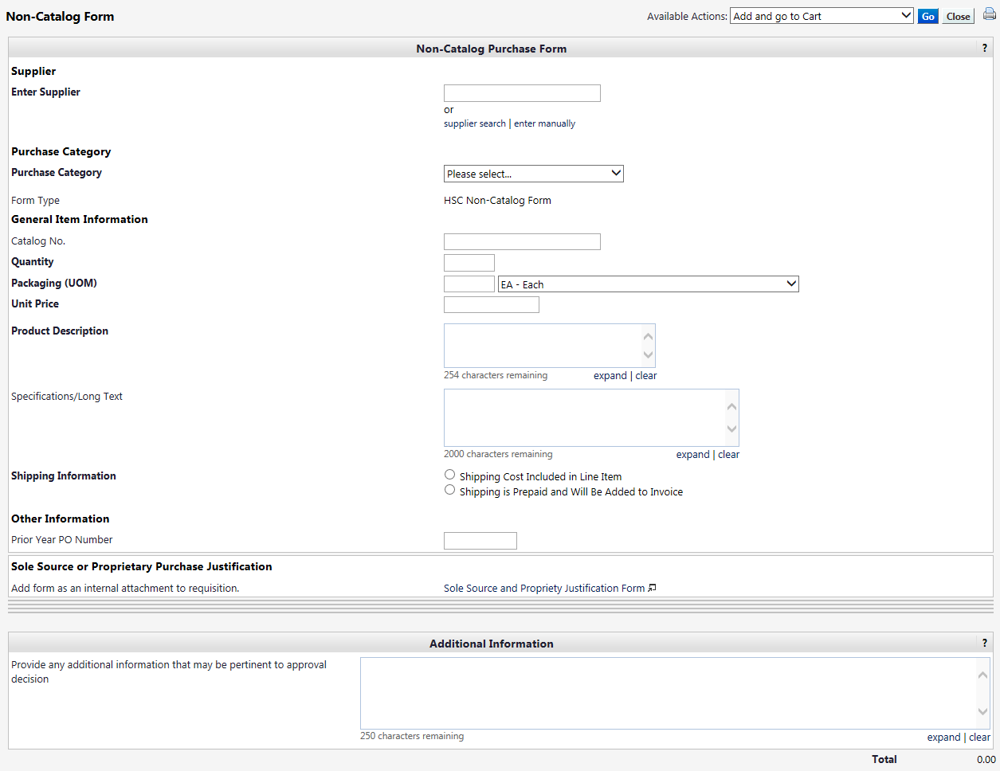 Non-Catalog Form
Available Actions: Add and go to Cart Go Close
Non-Catalog Purchase Form ?
Supplier
Enter Supplier
or
supplier search | enter manually
Purchase Category
Purchase Category Please select...
Form Type HSC Non-Catalog Form
General Item Information
Catalog No.
Quantity
Packaging (UOM) EA - Each
Unit Price
Product Description
254 characters remaining expand | clear
Specifications/Long Text
2000 characters remaining expand | clear
Shipping Information Shipping Cost Included in Line Item
Shipping is Prepaid and Will Be Added to Invoice
Other Information
Prior Year PO Number
Sole Source or Proprietary Purchase Justification
Add form as an internal attachment to requisition. Sole Source and Propriety Justification Form
Additional Information ?
Provide any additional information that may be pertinent to approval
decision
250 characters remaining expand | clear
Total 0.00